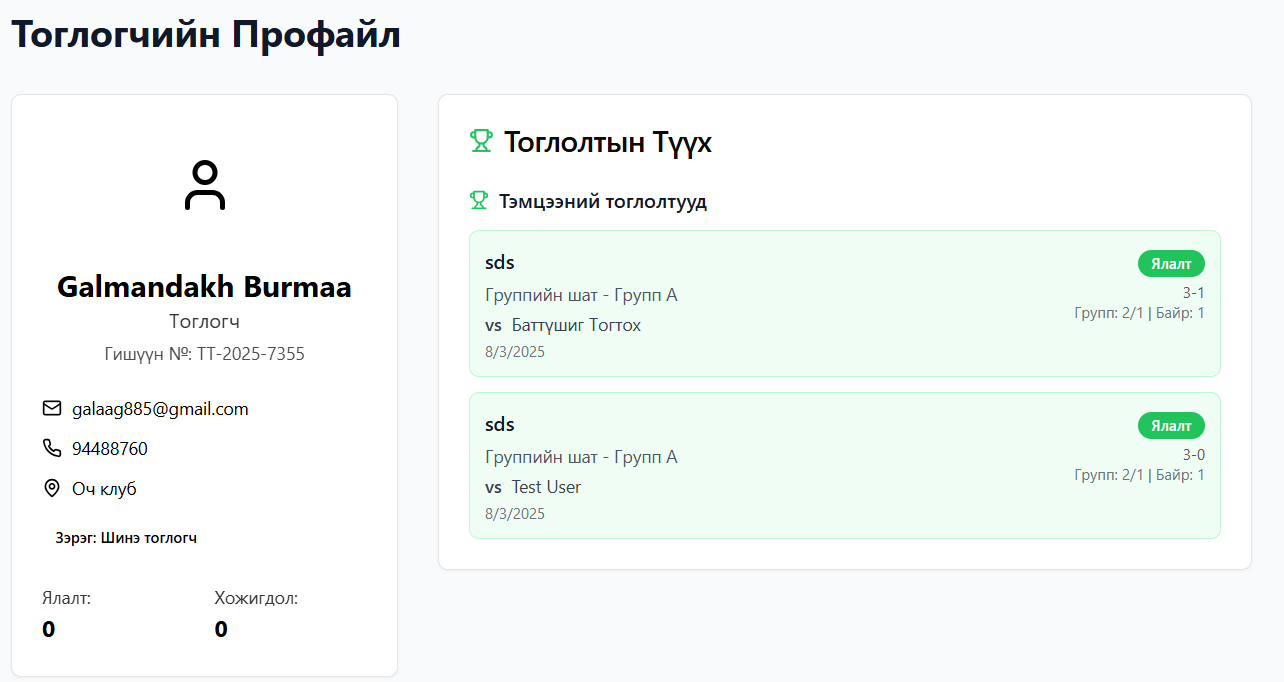 Тоглогчийн Профайл
Galmandakh Burmaa
Тоглогч
Гишүүн №: TT-2025-7355
galaag885@gmail.com
94488760
Оч клуб
Зэрэг: Шинэ тоглогч
Ялалт:
0
Хожигдол:
0
Тоглолтын Түүх
Тэмцээний тоглолтууд
sds
Ялалт
Группийн шат - Групп A
3-1
Групп: 2/1 | Байр: 1
vs Баттүшиг Тогтох
8/3/2025
sds
Ялалт
Группийн шат - Групп A
3-0
Групп: 2/1 | Байр: 1
vs Test User
8/3/2025